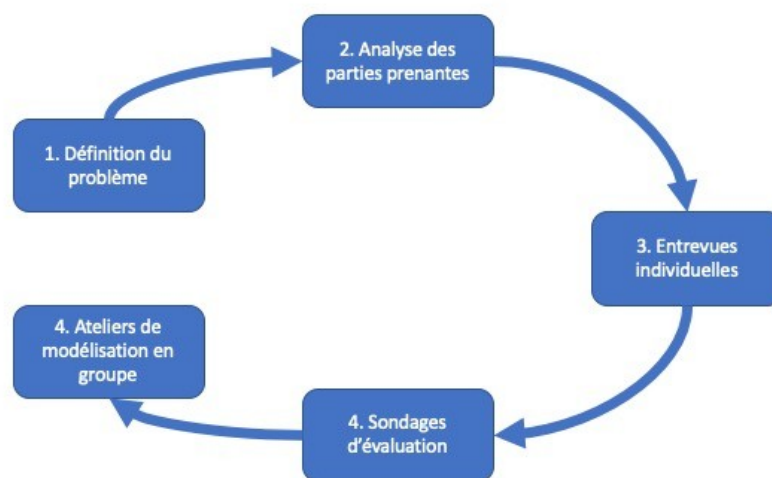 1. Définition du
problème
2. Analyse des
parties prenantes
3. Entrevues
individuelles
4. Sondages
d'évaluation
4. Ateliers de
modélisation en
groupe